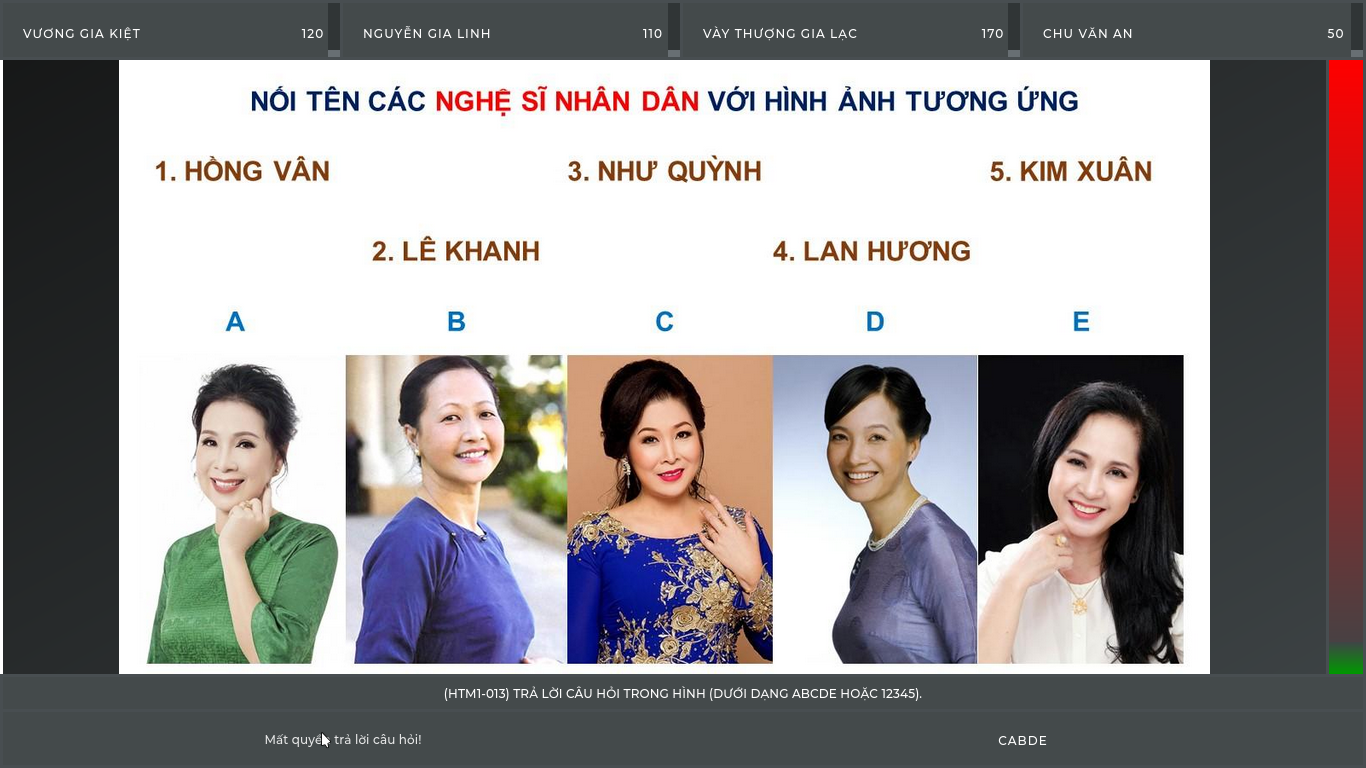 VƯƠNG GIA KIỆT 120 NGUYỄN GIA LINH 110 VÀY THƯỢNG GIA LẠC 170 CHU VĂN AN 50
NỐI TÊN CÁC NGHỆ SĨ NHÂN DÂN VỚI HÌNH ẢNH TƯƠNG ỨNG
1. HỒNG VÂN 3. NHƯ QUỲNH 5. KIM XUÂN
2. LÊ KHANH 4. LAN HƯƠNG
A B C D E
(HTM1-013) TRẢ LỜI CÂU HỎI TRONG HÌNH (DƯỚI DẠNG ABCDE HOẶC 12345).
Mất quyền trả lời câu hỏi! CABDE